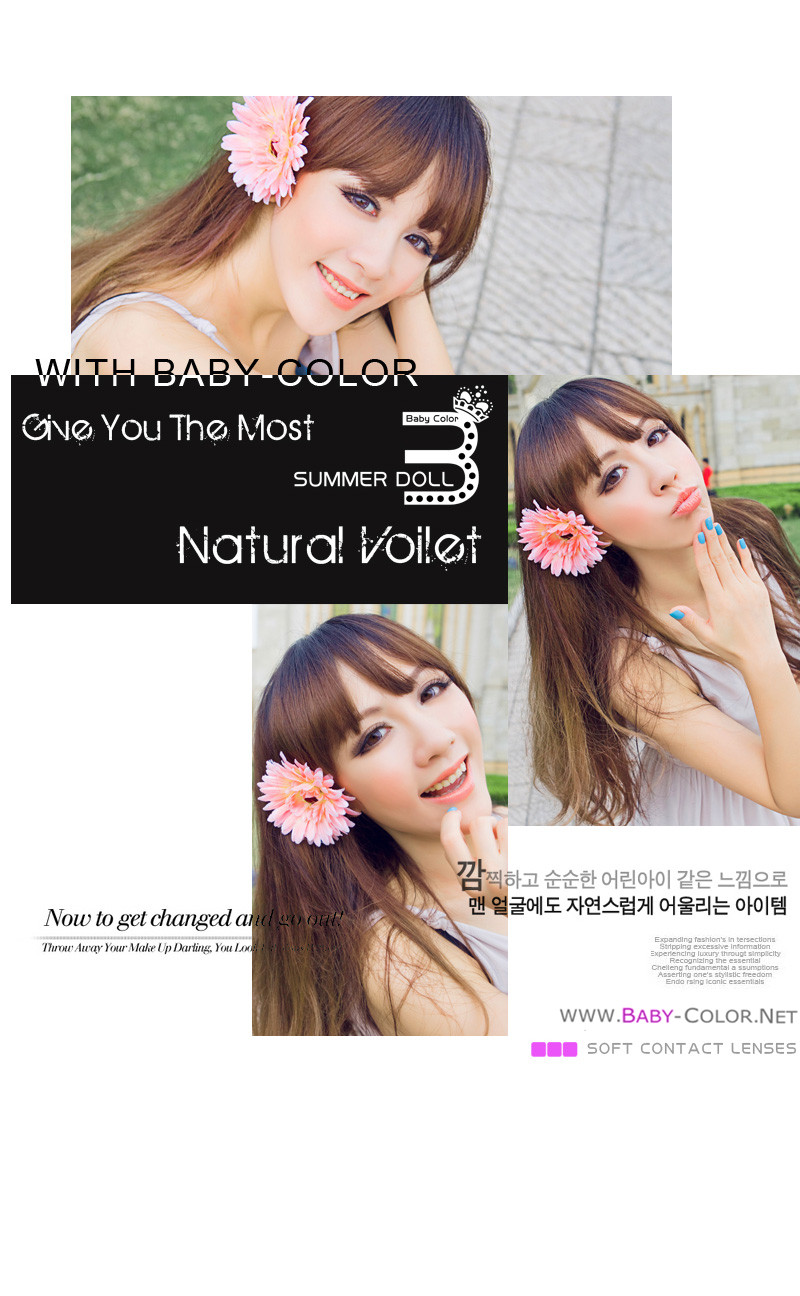 WITH BABY-COLOR
Give You The Most
Baby Color
SUMMER DOLL
3
Natural Voilet
깜찍하고 순순한 어린아이 같은 느낌으로
맨 얼굴에도 자연스럽게 어울리는 아이템
Now to get changed and go out!
Throw Away Your Make Up Darling, You Look
Expanding fashion's in tersections
Stripping excessive information
Experiencing luxury througt simplicity
Recognizing the essential
Chelleng fundamental a ssumptions
Asserting one's stylistic freedom
Endo rsing iconic essentials
www.Baby-Color.Net
SOFT CONTACT LENSES